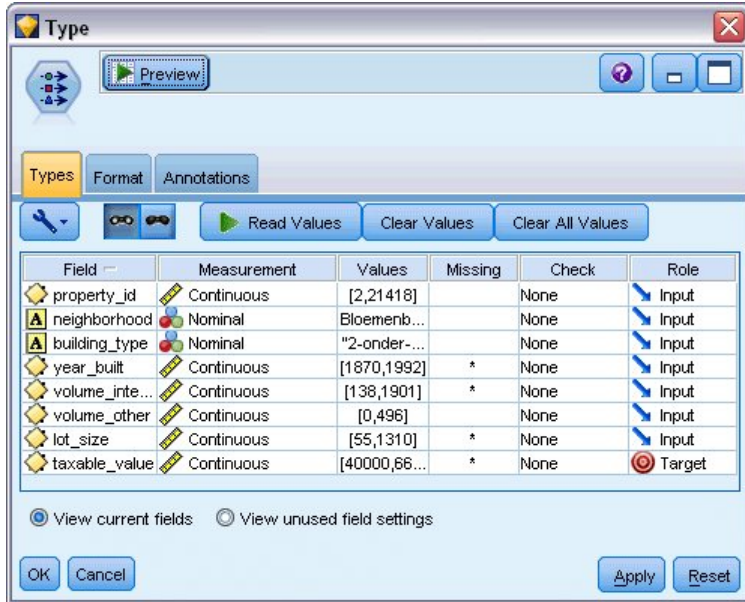 Type
Preview
Types Format Annotations
Read Values Clear Values Clear All Values
Field Measurement Values Missing Check Role
property_id Continuous [2,21418] None Input
A neighborhood Nominal Bloemenb... None Input
A building_type Nominal "2-onder-... None Input
year_built Continuous [1870,1992] * None Input
volume_inte... Continuous [138,1901] * None Input
volume_other Continuous [0,496] None Input
lot_size Continuous [55,1310] * None Input
taxable_value Continuous [40000,66... * None Target
View current fields View unused field settings
OK Cancel Apply Reset